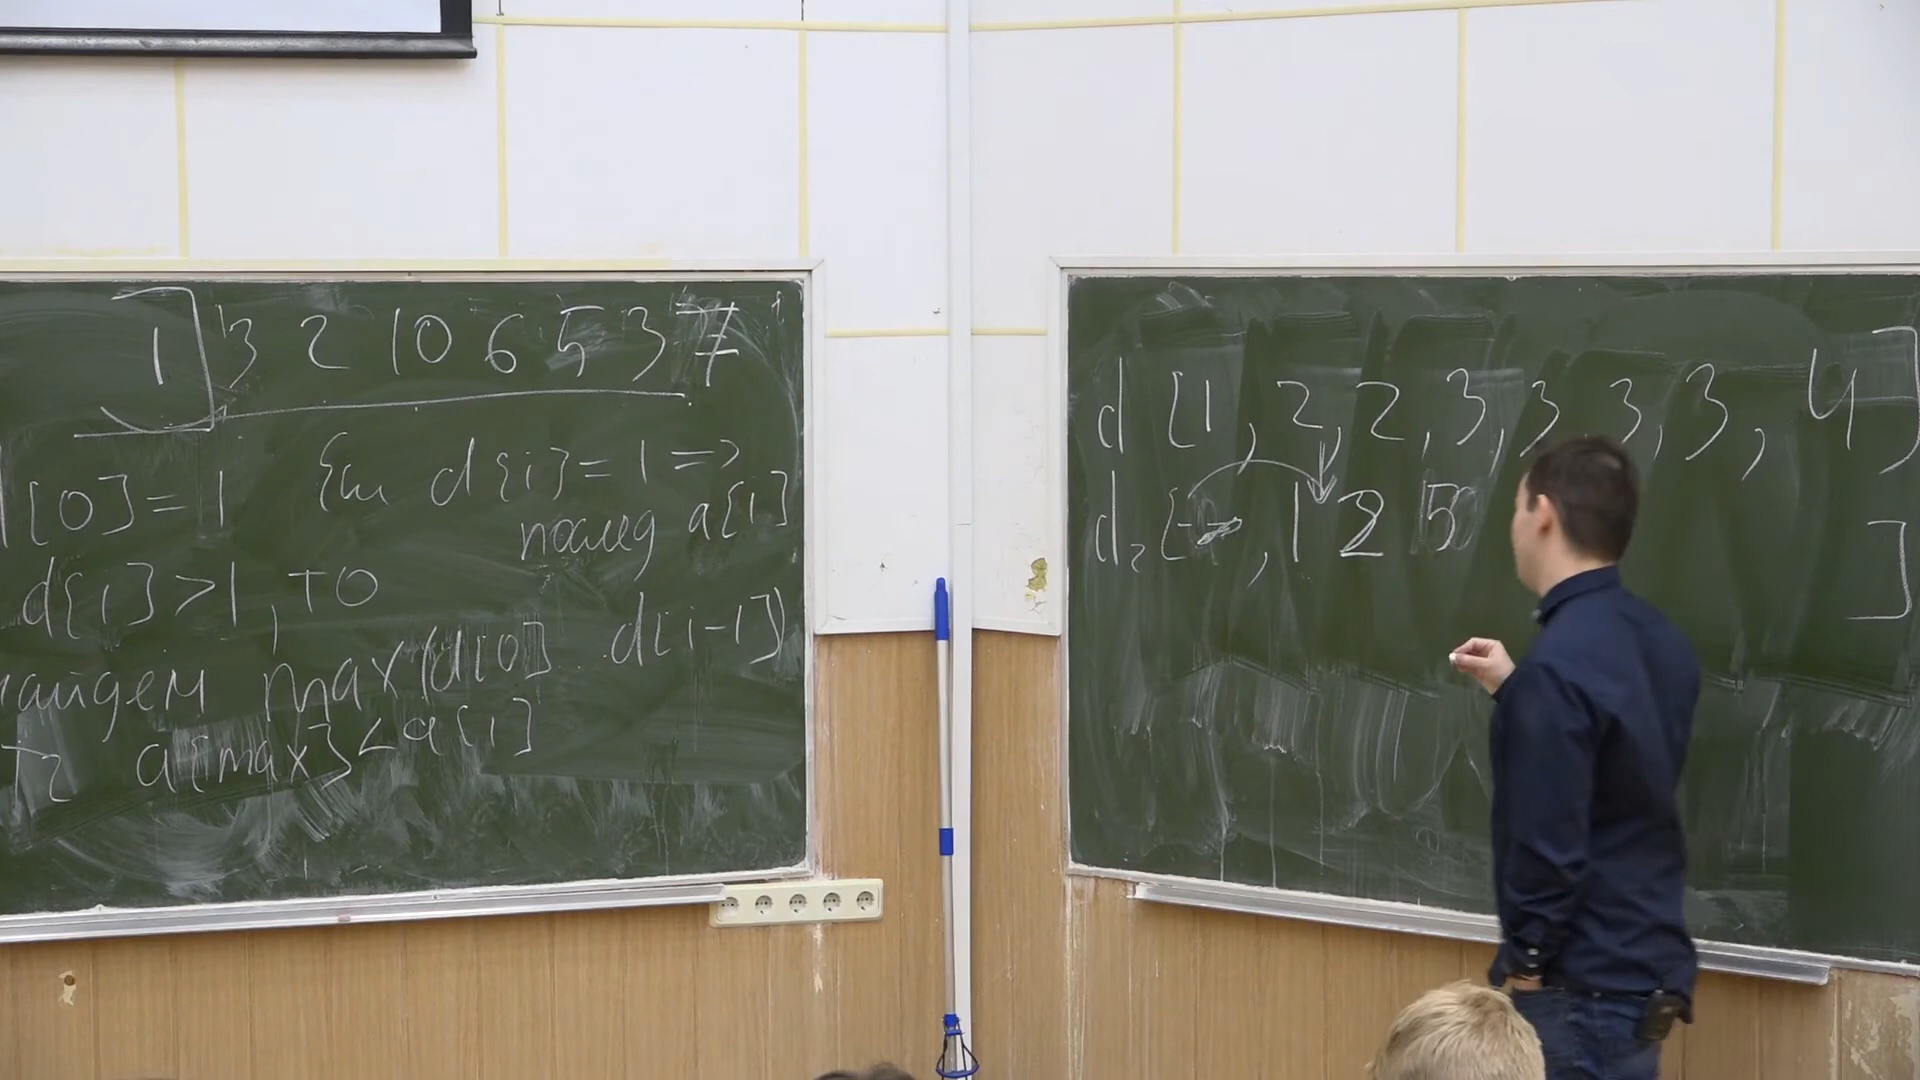 1] 3 2 10 6 5 3 7
d[0] = 1 Если d[i] = 1 =>
послед a[i]
d[i] > 1, то
найдем max(d[0]..d[i-1])
a[max] < a[i]
d [1, 2, 2, 3, 3, 3, 3, 4]
d₂ [-, 1 2 ]